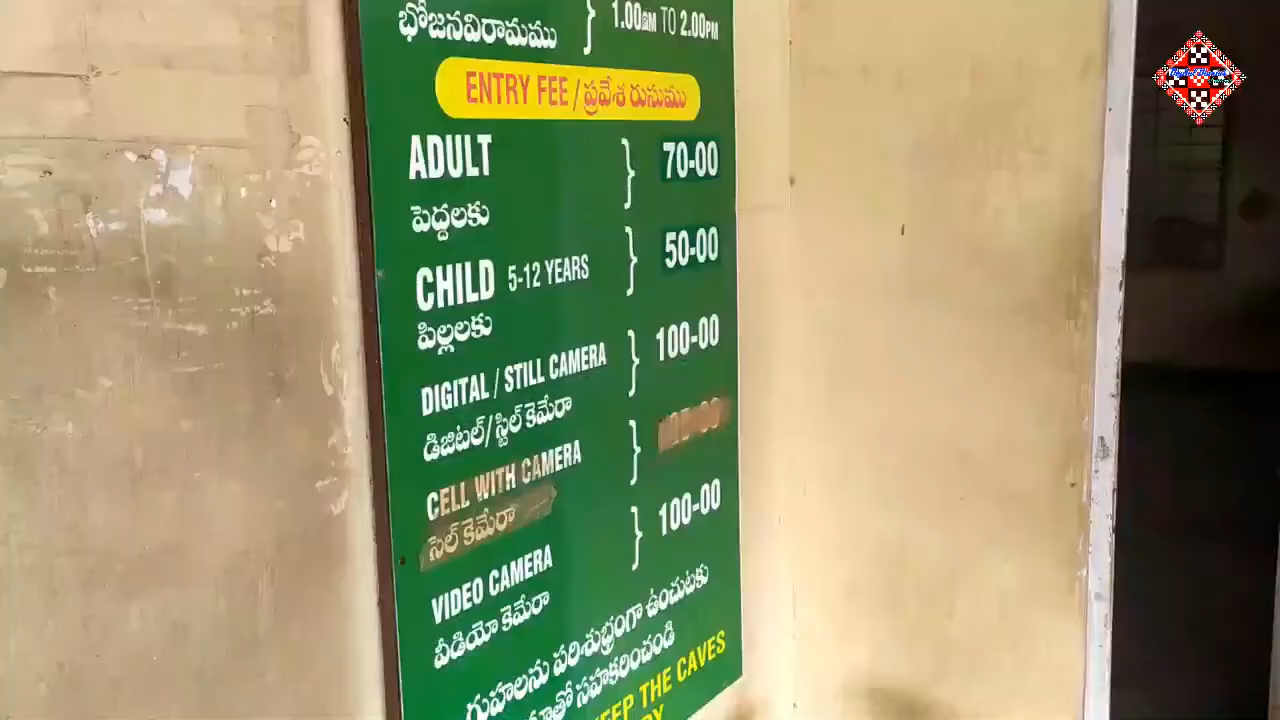 భోజనవిరామము } 1.00AM TO 2.00PM
ENTRY FEE / ప్రవేశ రుసుము
ADULT } 70-00
పెద్దలకు
CHILD 5-12 YEARS } 50-00
పిల్లలకు
DIGITAL / STILL CAMERA } 100-00
డిజిటల్/స్టిల్ కెమేరా
CELL WITH CAMERA }
సెల్ కెమేరా
VIDEO CAMERA } 100-00
వీడియో కెమేరా
గుహలను పరిశుభ్రంగా ఉంచుటకు
సహకరించండి
THE CAVES